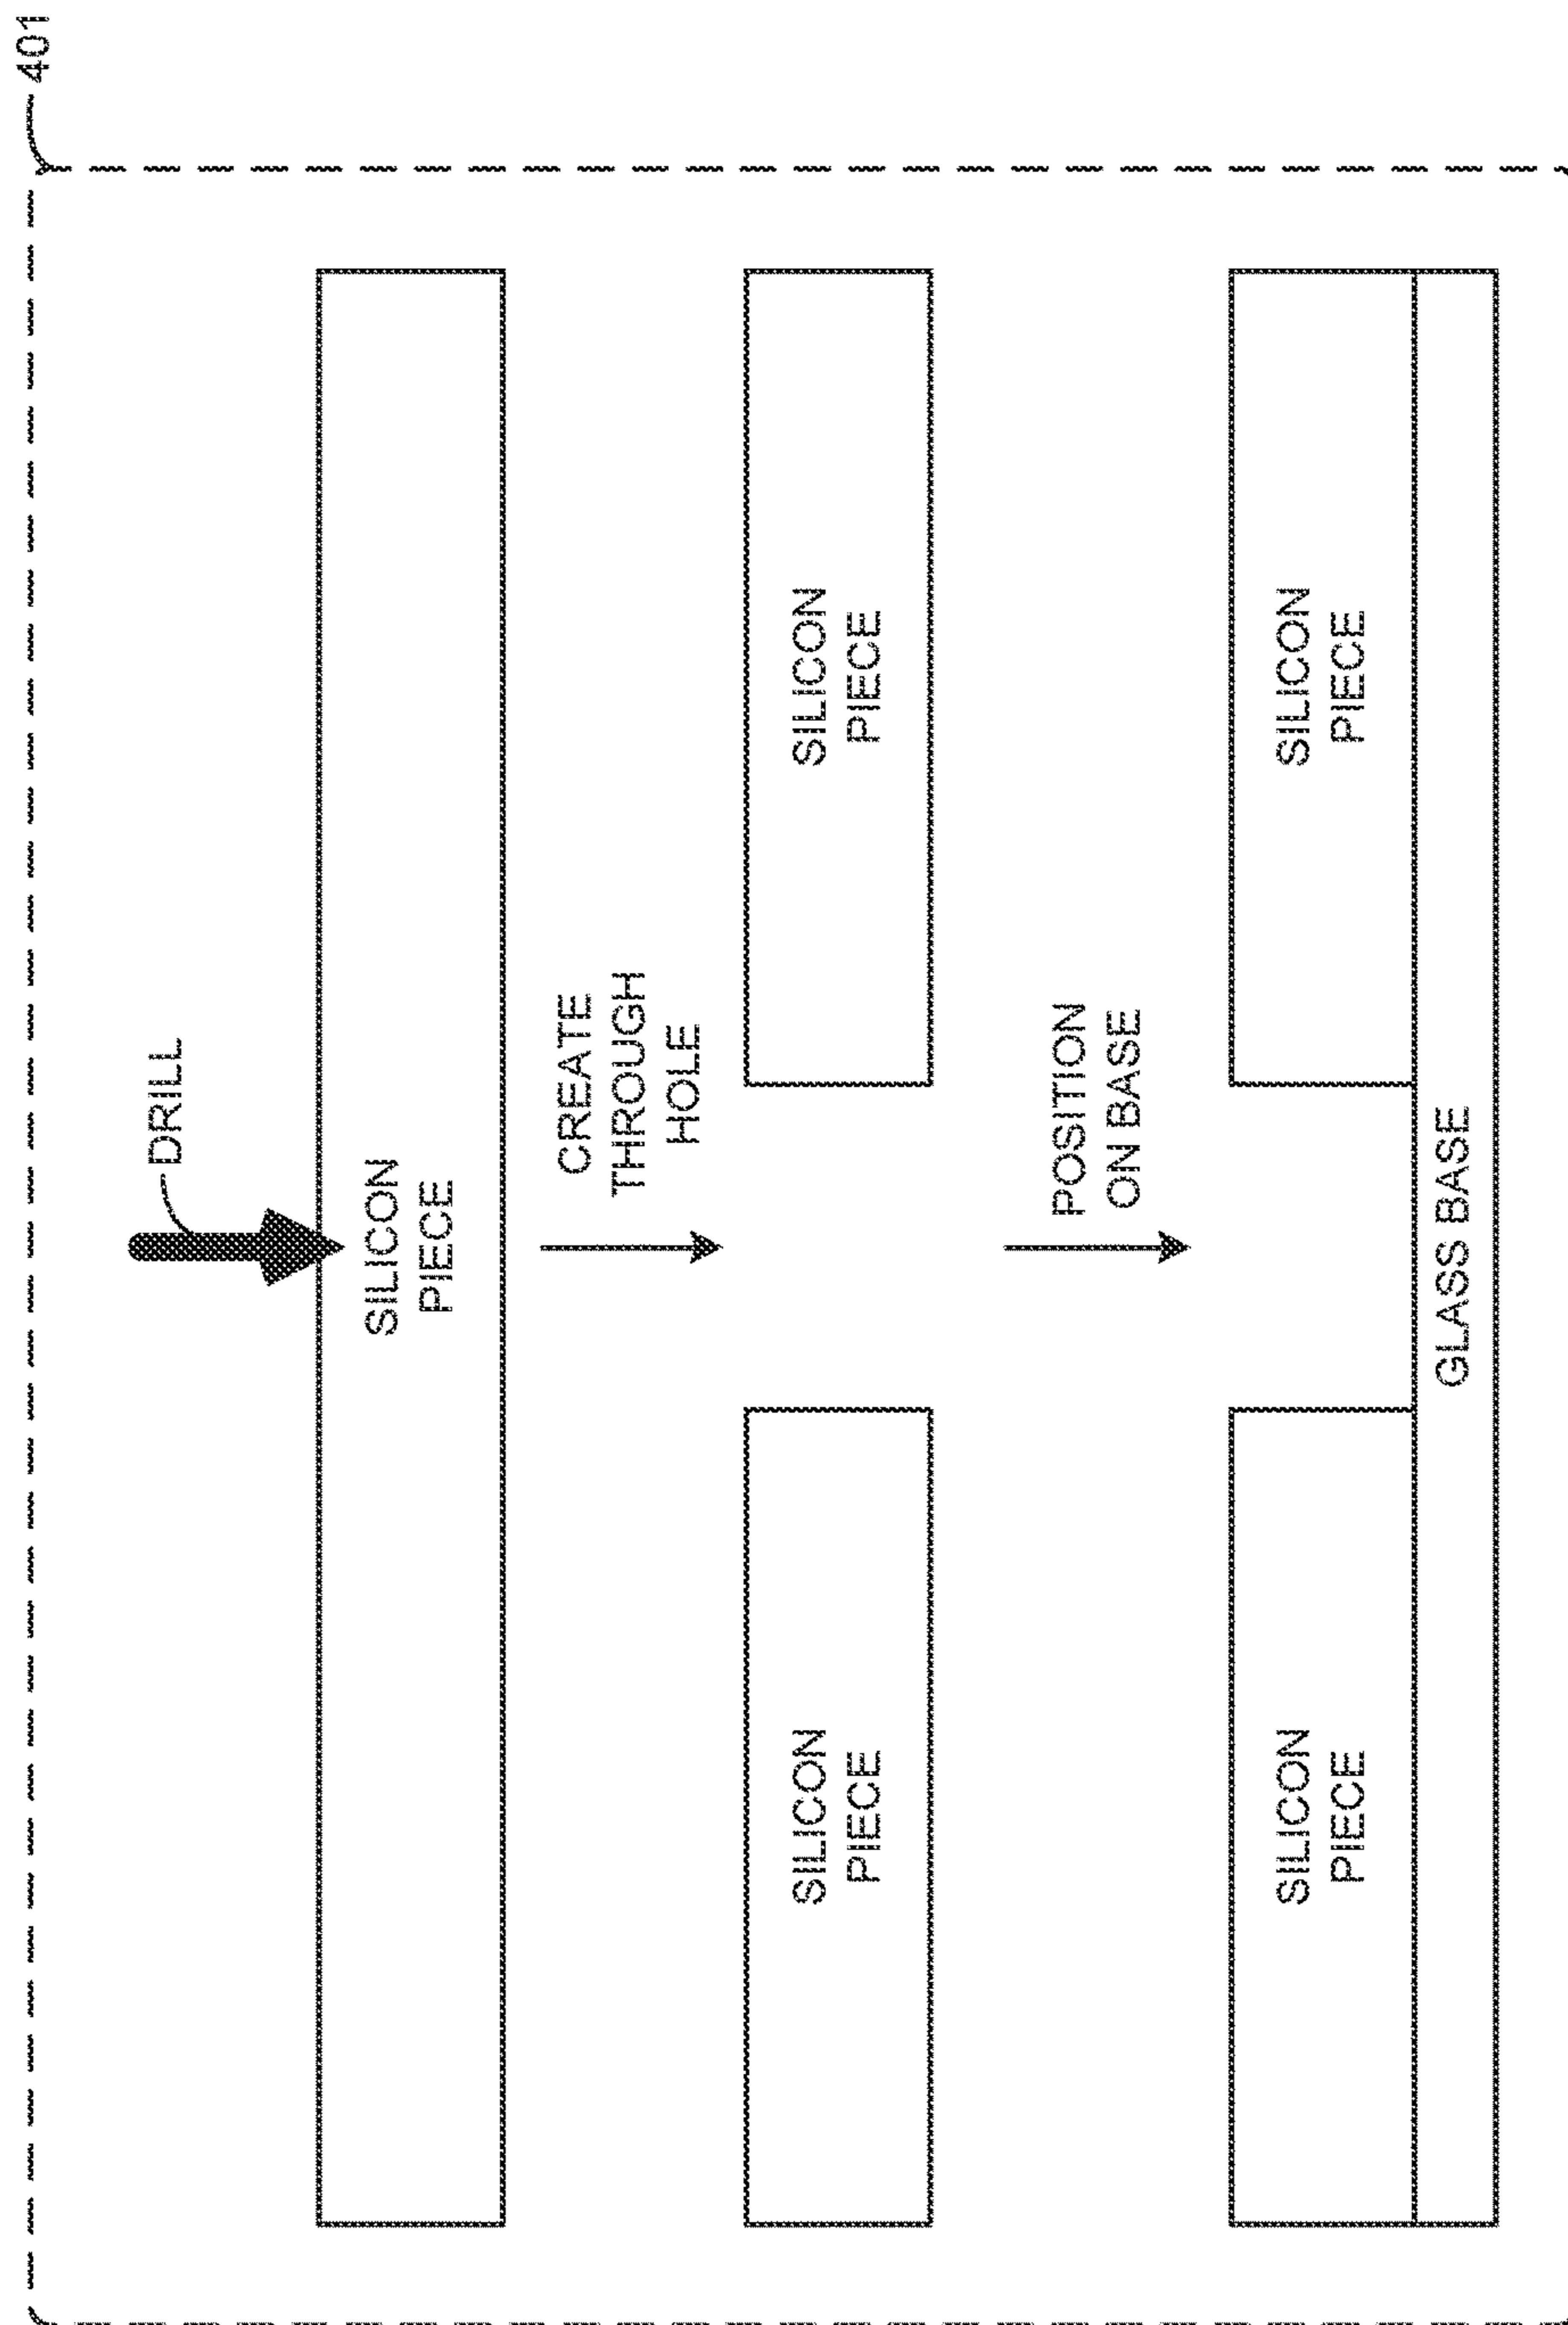 401
DRILL
SILICON
PIECE
CREATE
THROUGH
HOLE
SILICON
PIECE
SILICON
PIECE
POSITION
ON BASE
SILICON
PIECE
SILICON
PIECE
GLASS BASE